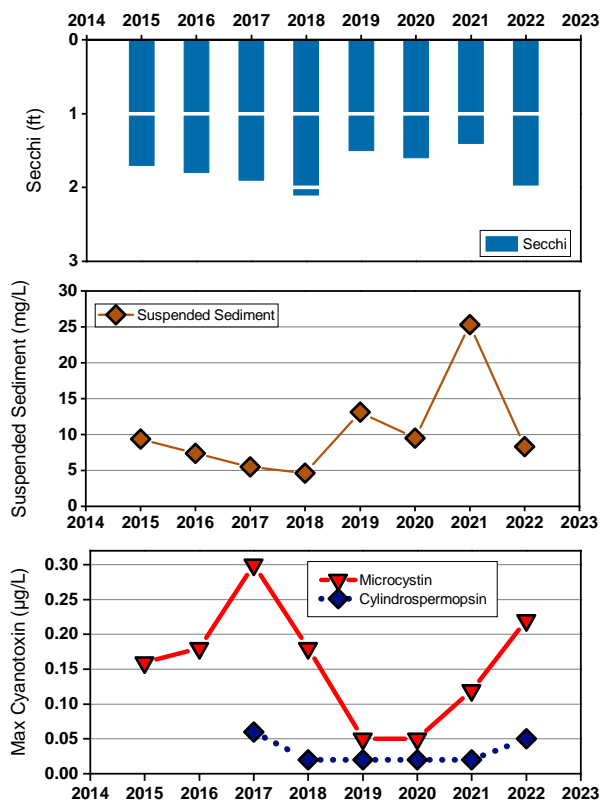 2014 2015 2016 2017 2018 2019 2020 2021 2022 2023
0
1
2
3
Secchi (ft)
Secchi
30
25
20
15
10
5
0
Suspended Sediment (mg/L)
Suspended Sediment
2014 2015 2016 2017 2018 2019 2020 2021 2022 2023
0.30
0.25
0.20
0.15
0.10
0.05
0.00
Max Cyanotoxin (µg/L)
Microcystin
Cylindrospermopsin
2014 2015 2016 2017 2018 2019 2020 2021 2022 2023